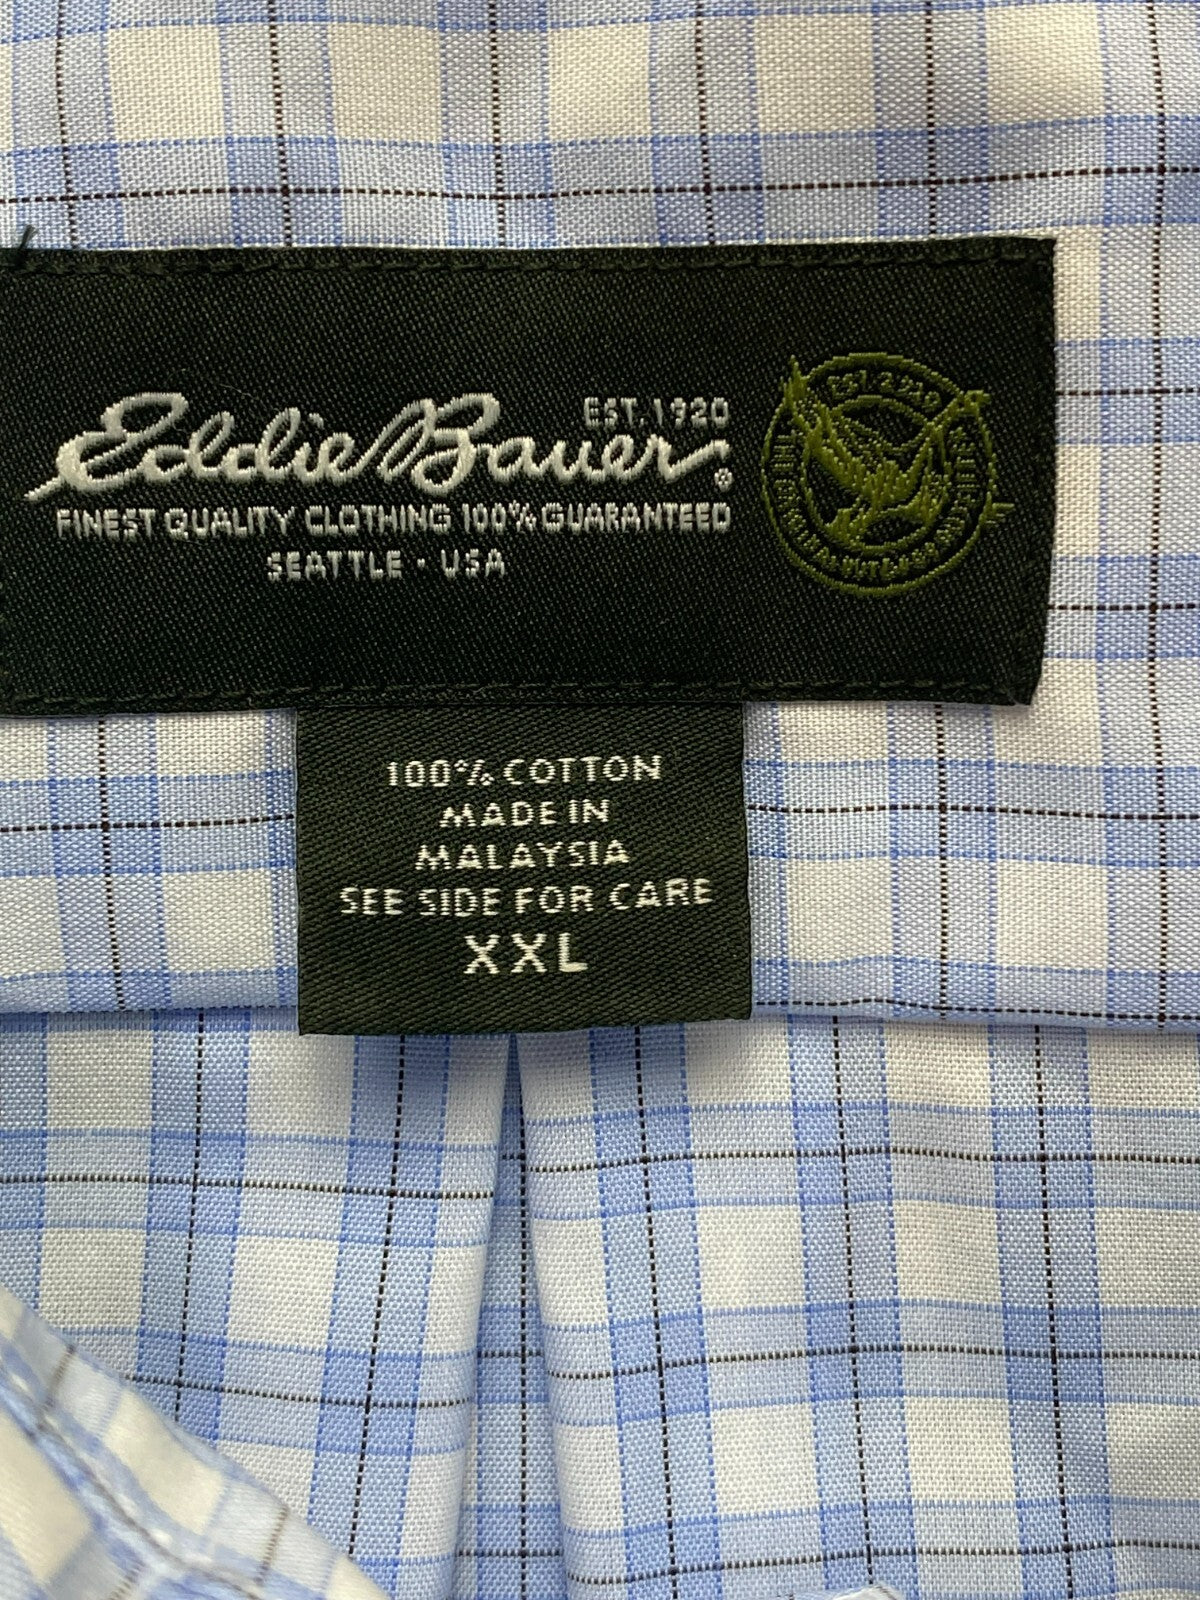 Eddie Bauer®
EST. 1920
FINEST QUALITY CLOTHING 100% GUARANTEED
SEATTLE · USA
100% COTTON
MADE IN
MALAYSIA
SEE SIDE FOR CARE
XXL